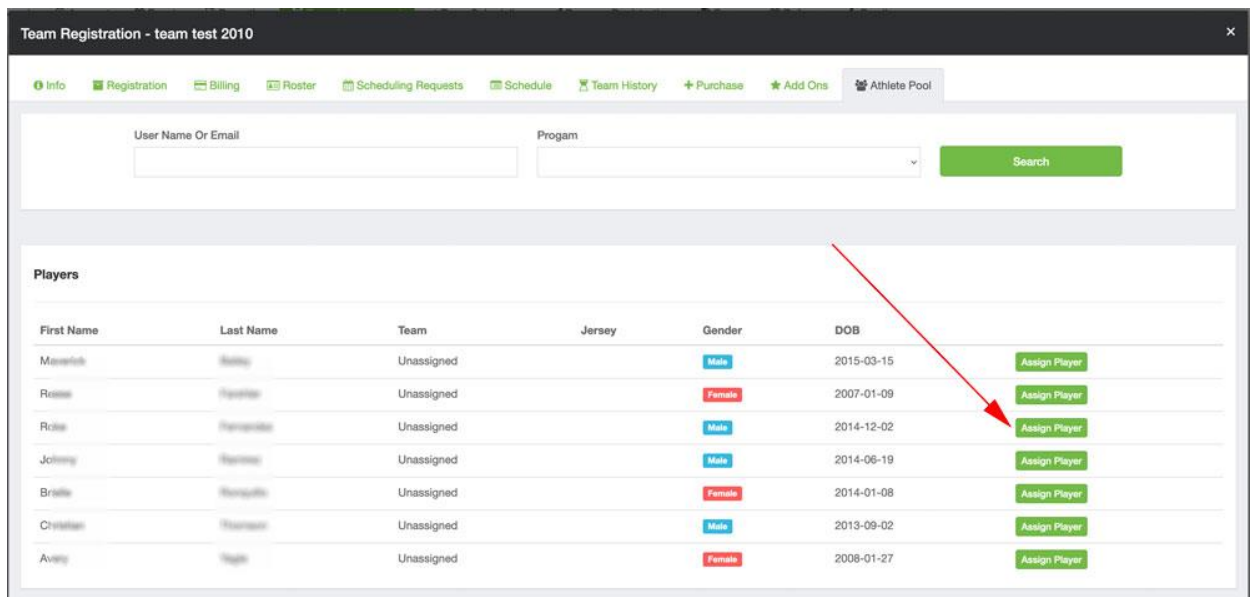 Team Registration - team test 2010 ×
Info Registration Billing Roster Scheduling Requests Schedule Team History + Purchase Add Ons Athlete Pool
User Name Or Email Progam
Search
Players
First Name Last Name Team Jersey Gender DOB
Unassigned Male 2015-03-15 Assign Player
Unassigned Female 2007-01-09 Assign Player
Unassigned Male 2014-12-02 Assign Player
Unassigned Male 2014-06-19 Assign Player
Unassigned Female 2014-01-08 Assign Player
Unassigned Male 2013-09-02 Assign Player
Unassigned Female 2008-01-27 Assign Player